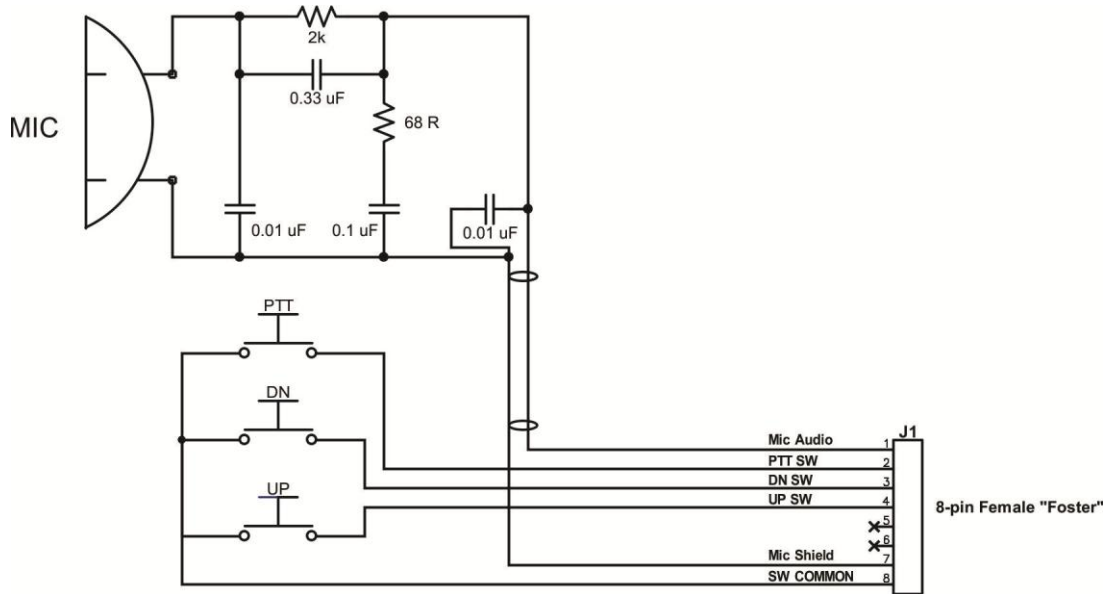 2k
0.33 uF
68 R
MIC
0.01 uF
0.1 uF
0.01 uF
PTT
DN
UP
J1
Mic Audio 1
PTT SW 2
DN SW 3
UP SW 4
5
6
Mic Shield 7
SW COMMON 8
8-pin Female "Foster"